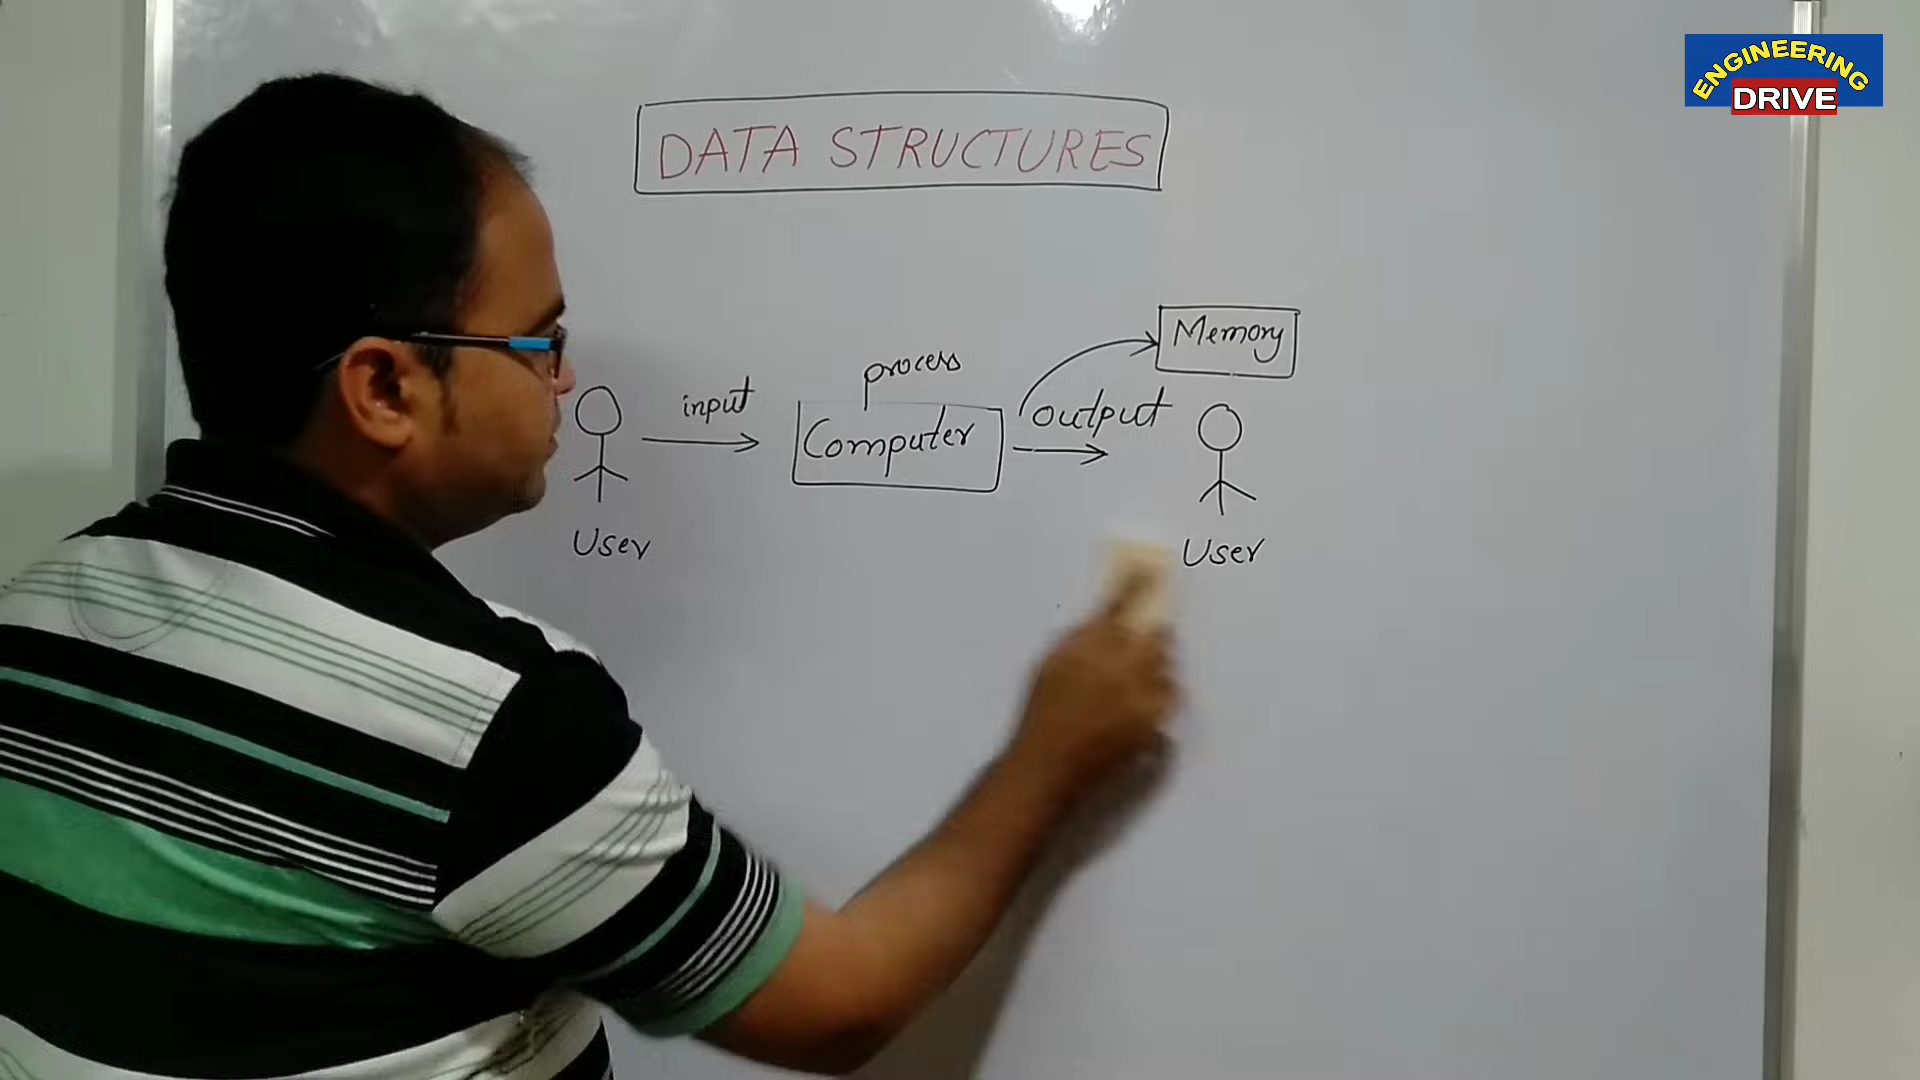 ENGINEERING
DRIVE
DATA STRUCTURES
Memory
process
input
output
Computer
User
User